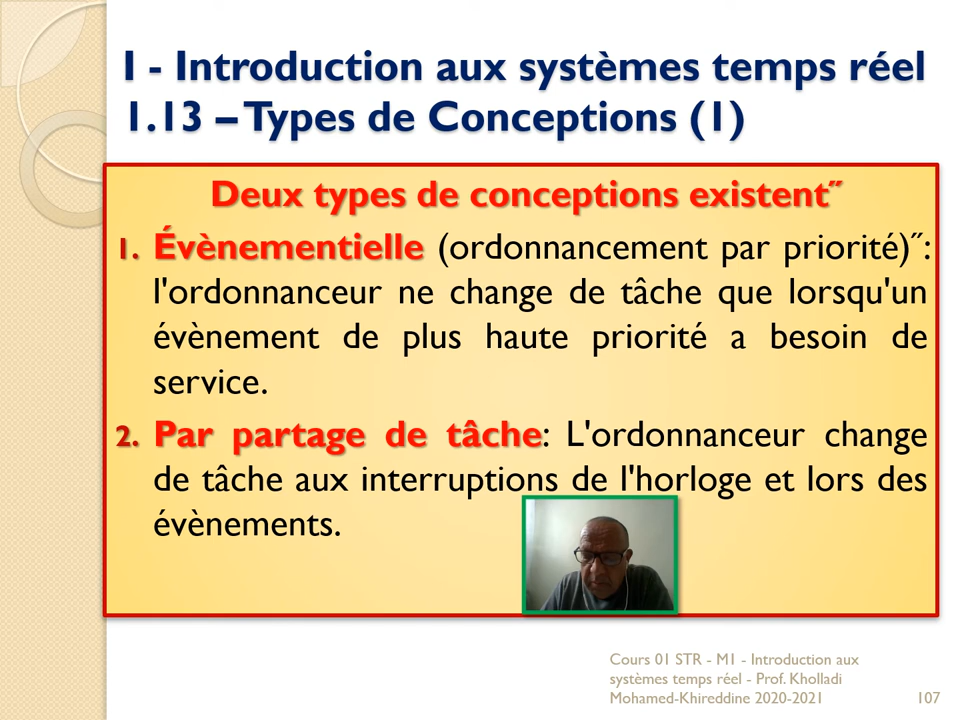 I - Introduction aux systèmes temps réel
1.13 – Types de Conceptions (1)
Deux types de conceptions existent˝
1. Évènementielle (ordonnancement par priorité)˝:
l'ordonnanceur ne change de tâche que lorsqu'un
évènement de plus haute priorité a besoin de
service.
2. Par partage de tâche: L'ordonnanceur change
de tâche aux interruptions de l'horloge et lors des
évènements.
Cours 01 STR - M1 - Introduction aux
systèmes temps réel - Prof. Kholladi
Mohamed-Khireddine 2020-2021 107